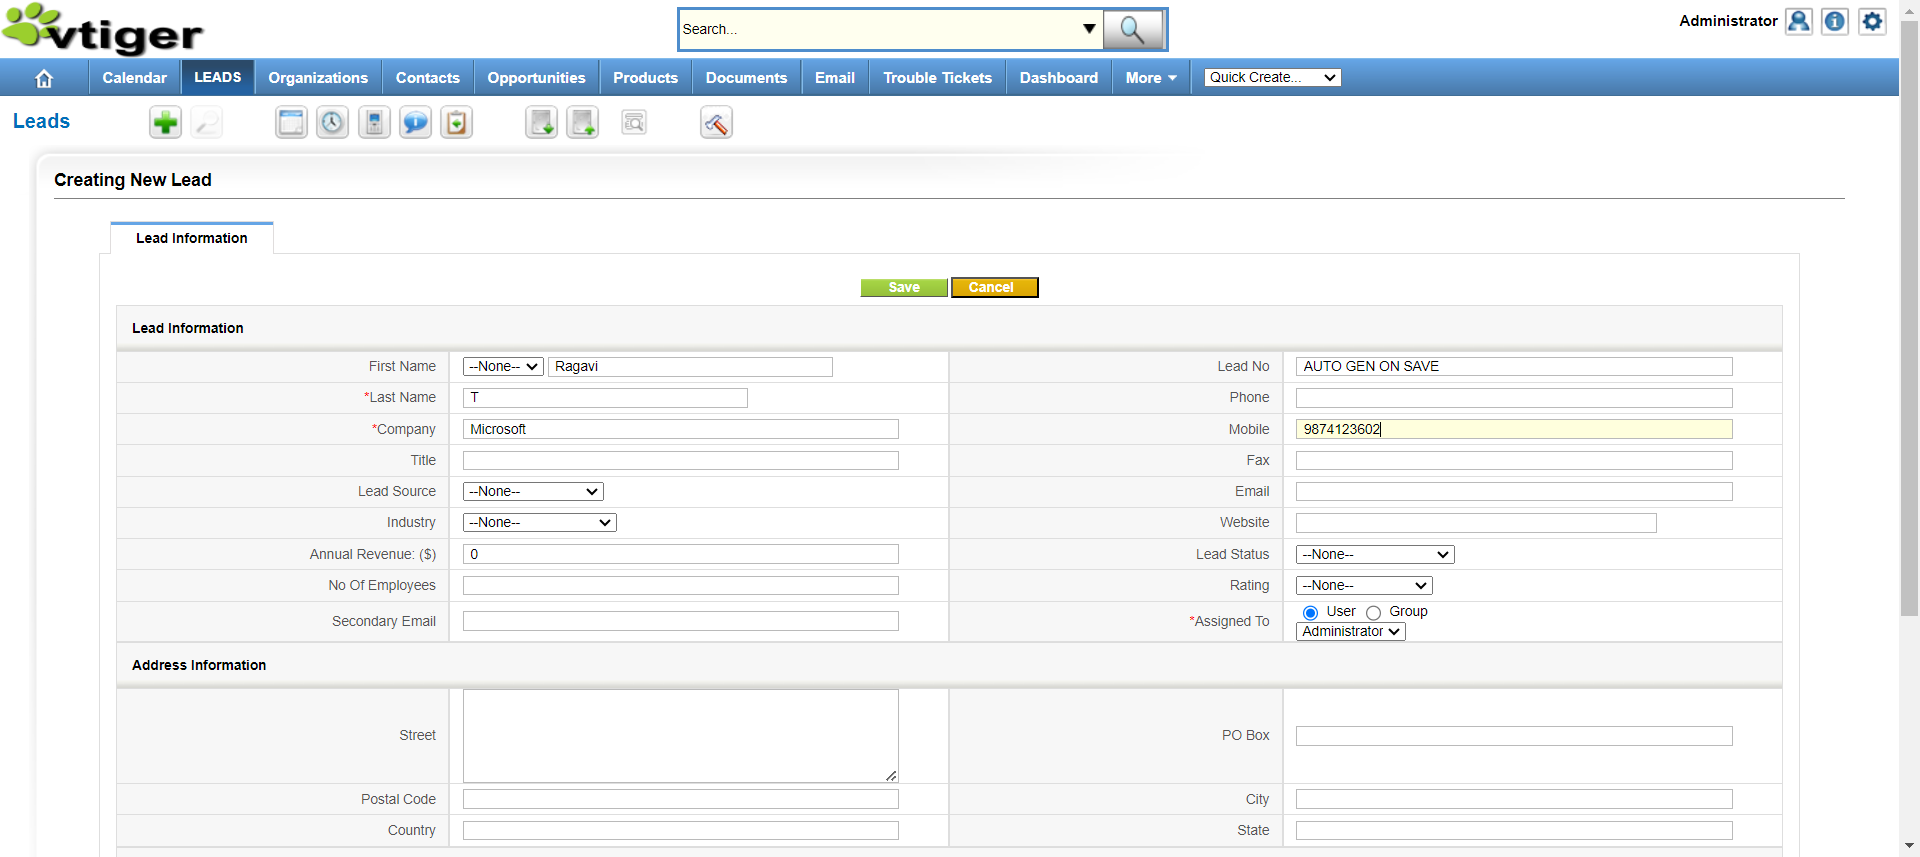 vtiger
Search...
Administrator
Calendar LEADS Organizations Contacts Opportunities Products Documents Email Trouble Tickets Dashboard More Quick Create...
Leads
Creating New Lead
Lead Information
Save Cancel
Lead Information
First Name --None-- Ragavi Lead No AUTO GEN ON SAVE
*Last Name T Phone
*Company Microsoft Mobile 9874123602
Title Fax
Lead Source --None-- Email
Industry --None-- Website
Annual Revenue: ($) 0 Lead Status --None--
No Of Employees Rating --None--
Secondary Email *Assigned To User Group
Administrator
Address Information
Street PO Box
Postal Code City
Country State